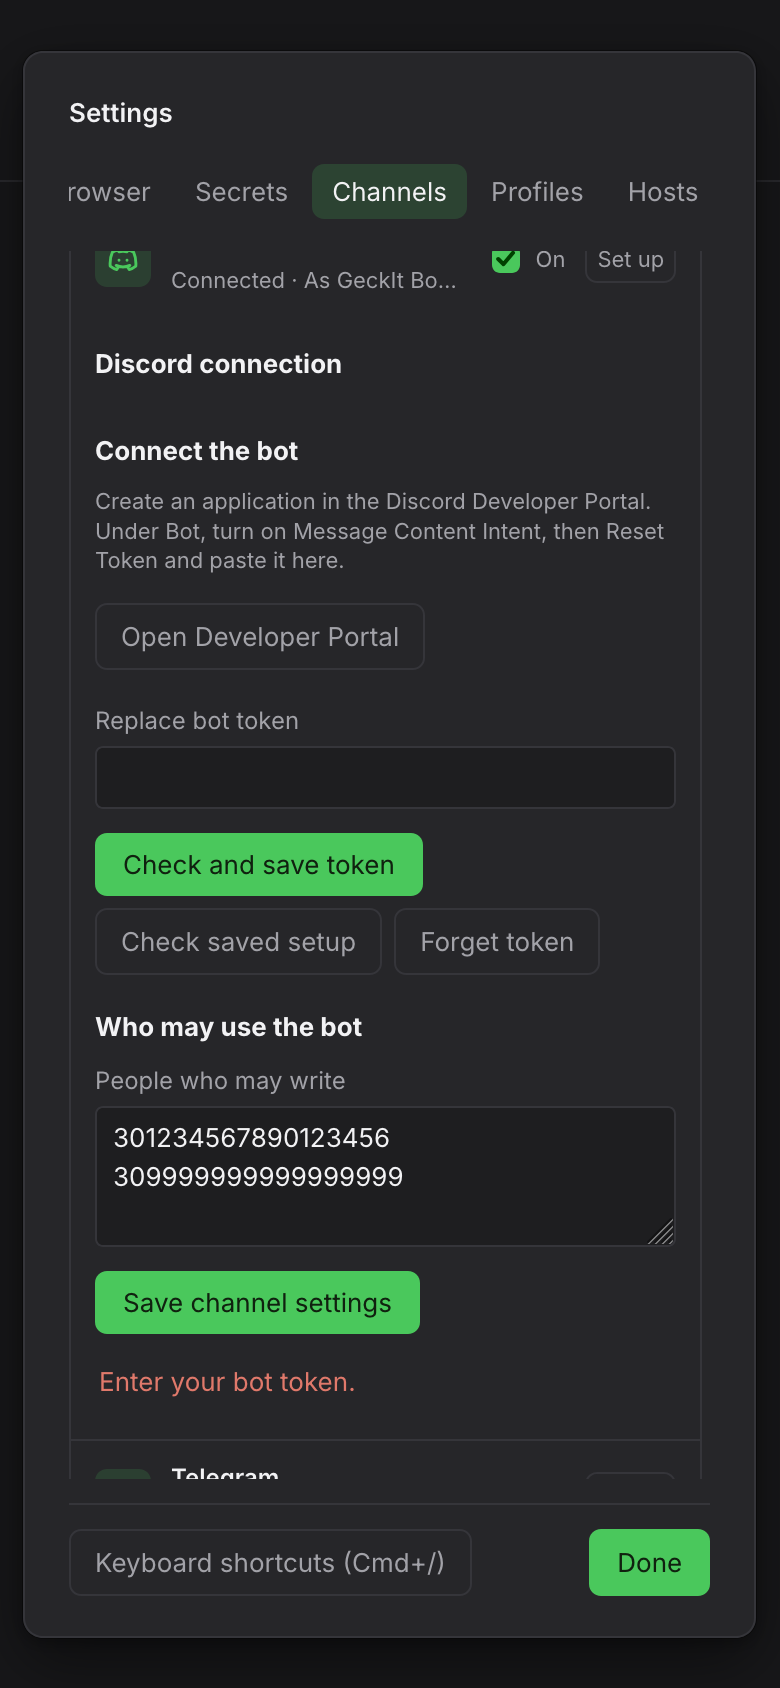 Settings
rowser Secrets Channels Profiles Hosts
Connected · As GeckIt Bo... On Set up
Discord connection
Connect the bot
Create an application in the Discord Developer Portal.
Under Bot, turn on Message Content Intent, then Reset
Token and paste it here.
Open Developer Portal
Replace bot token
Check and save token
Check saved setup Forget token
Who may use the bot
People who may write
301234567890123456
309999999999999999
Save channel settings
Enter your bot token.
Telegram
Keyboard shortcuts (Cmd+/) Done